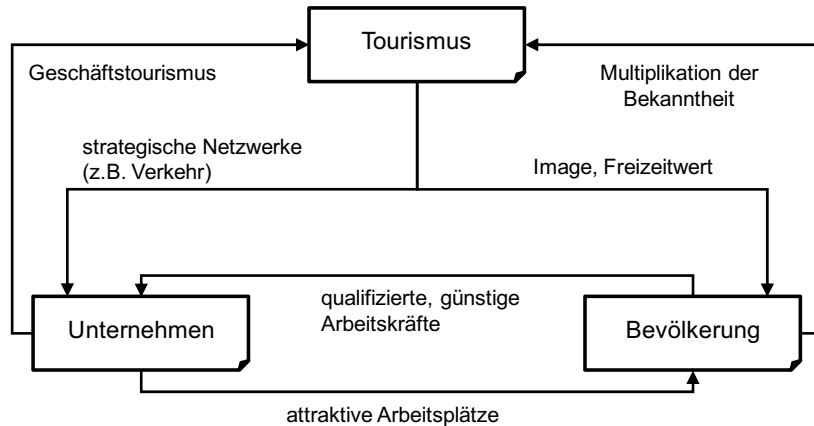 Tourismus
Geschäftstourismus
Multiplikation der
Bekanntheit
strategische Netzwerke
(z.B. Verkehr)
Image, Freizeitwert
qualifizierte, günstige
Arbeitskräfte
Unternehmen
Bevölkerung
attraktive Arbeitsplätze